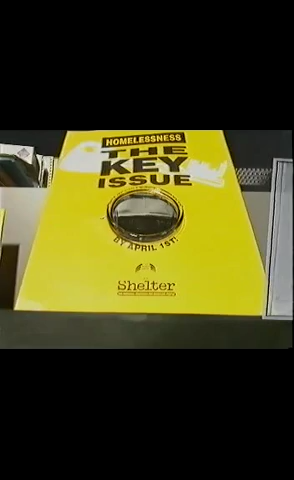 HOMELESSNESS
THE
KEY
ISSUE
BY APRIL 1ST!
Shelter